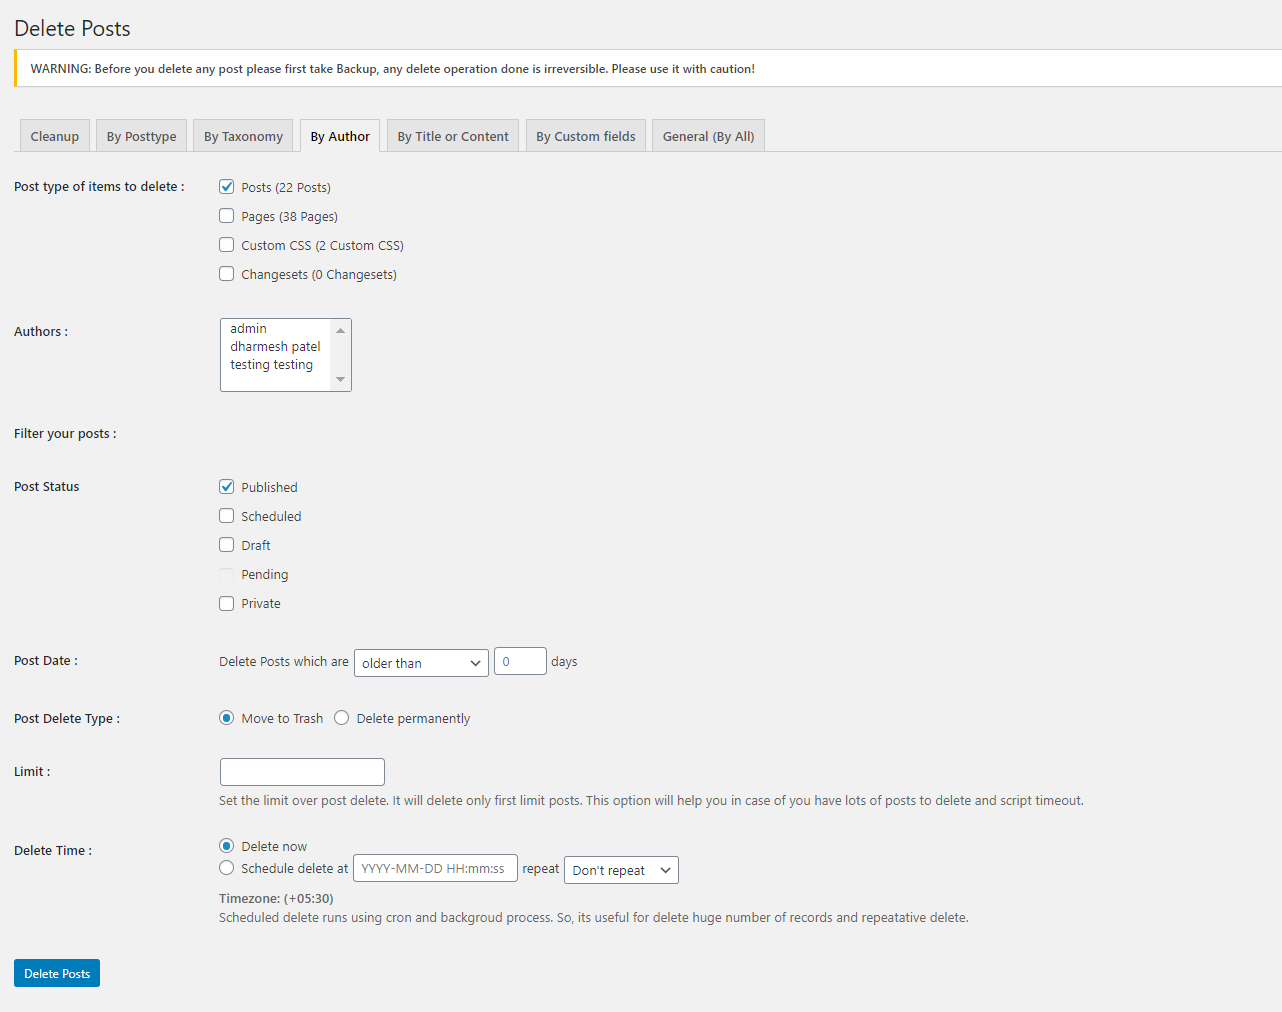 Delete Posts
WARNING: Before you delete any post please first take Backup, any delete operation done is irreversible. Please use it with caution!
Cleanup By Posttype By Taxonomy By Author By Title or Content By Custom fields General (By All)
Post type of items to delete : Posts (22 Posts)
Pages (38 Pages)
Custom CSS (2 Custom CSS)
Changesets (0 Changesets)
Authors : admin
dharmesh patel
testing testing
Filter your posts :
Post Status Published
Scheduled
Draft
Pending
Private
Post Date : Delete Posts which are older than 0 days
Post Delete Type : Move to Trash Delete permanently
Limit :
Set the limit over post delete. It will delete only first limit posts. This option will help you in case of you have lots of posts to delete and script timeout.
Delete Time : Delete now
Schedule delete at YYYY-MM-DD HH:mm:ss repeat Don't repeat
Timezone: (+05:30)
Scheduled delete runs using cron and backgroud process. So, its useful for delete huge number of records and repeatative delete.
Delete Posts